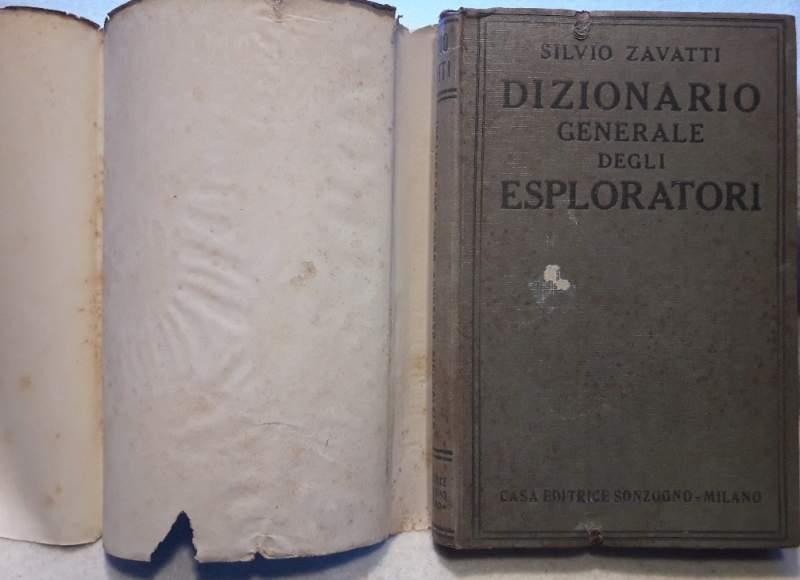 SILVIO ZAVATTI
DIZIONARIO
GENERALE
DEGLI
ESPLORATORI
CASA EDITRICE SONZOGNO - MILANO